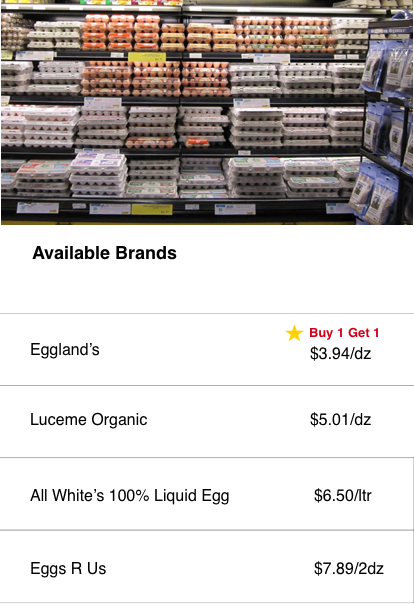 Available Brands
Buy 1 Get 1
Eggland's
$3.94/dz
Luceme Organic
$5.01/dz
All White's 100% Liquid Egg
$6.50/ltr
Eggs R Us
$7.89/2dz